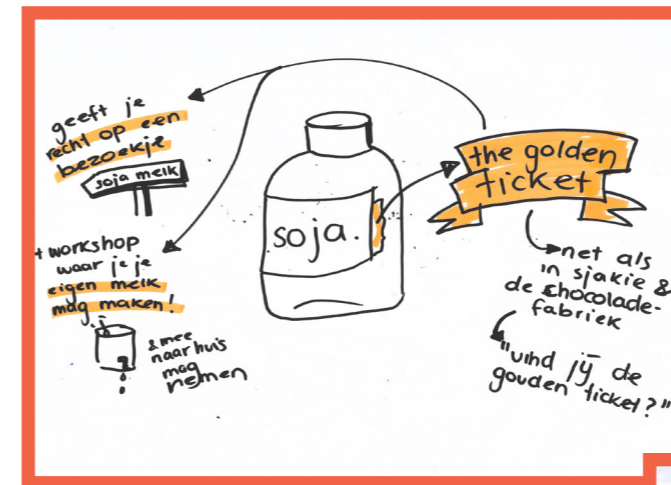 geeft je
recht op een
bezoekje
soja melk
+ workshop
waar je je
eigen melk
mag maken!
& mee
naar huis
mag
nemen
soja.
the golden
ticket
net als
in sjakie &
de chocolade-
fabriek
"vind jij de
gouden ticket?"